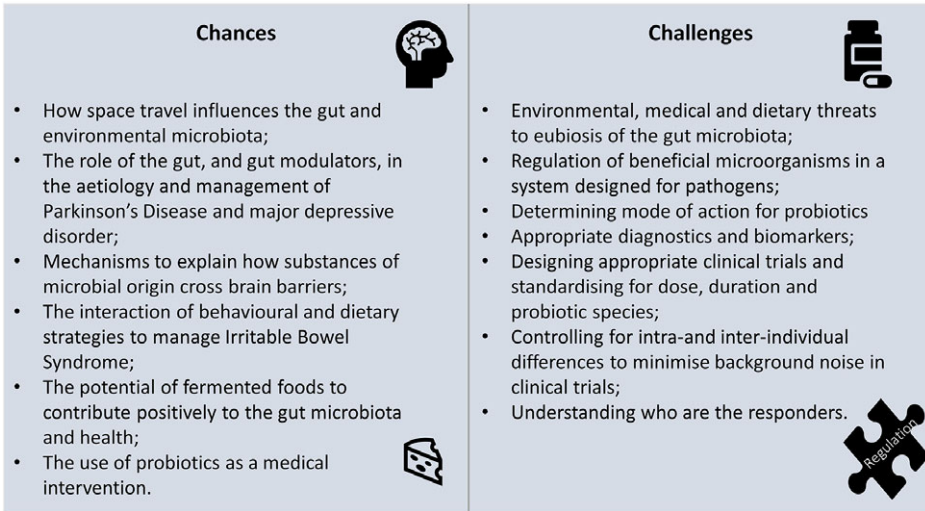 Chances
• How space travel influences the gut and
environmental microbiota;
• The role of the gut, and gut modulators, in
the aetiology and management of
Parkinson's Disease and major depressive
disorder;
• Mechanisms to explain how substances of
microbial origin cross brain barriers;
• The interaction of behavioural and dietary
strategies to manage Irritable Bowel
Syndrome;
• The potential of fermented foods to
contribute positively to the gut microbiota
and health;
• The use of probiotics as a medical
intervention.
Challenges
• Environmental, medical and dietary threats
to eubiosis of the gut microbiota;
• Regulation of beneficial microorganisms in a
system designed for pathogens;
• Determining mode of action for probiotics
• Appropriate diagnostics and biomarkers;
• Designing appropriate clinical trials and
standardising for dose, duration and
probiotic species;
• Controlling for intra-and inter-individual
differences to minimise background noise in
clinical trials;
• Understanding who are the responders.
Regulation